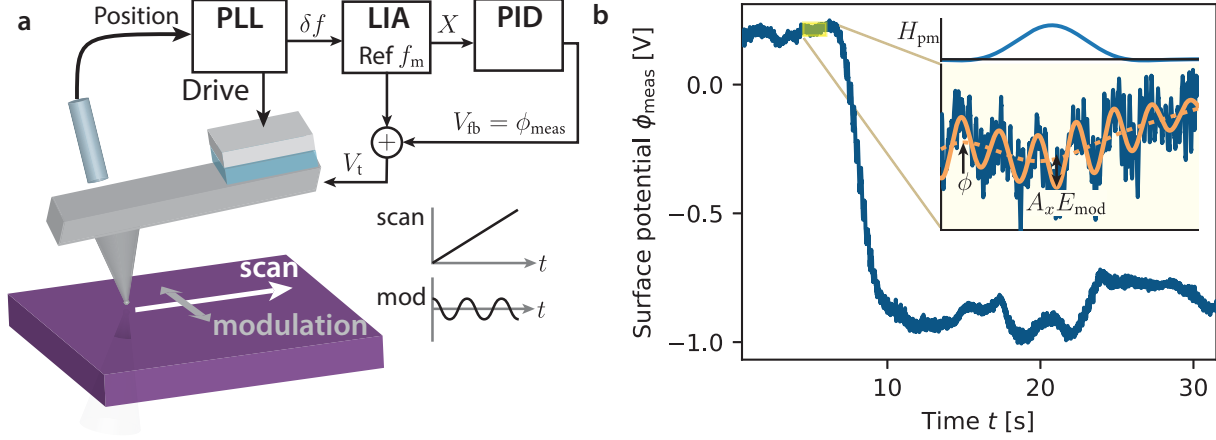 a
Position
PLL
δf
LIA
Ref f_m
X
PID
Drive
+
V_fb = ϕ_meas
V_t
scan
t
mod
t
scan
modulation
b
Surface potential ϕ_meas [V]
0.0
−0.5
−1.0
10
20
30
Time t [s]
H_pm
ϕ
A_x E_mod